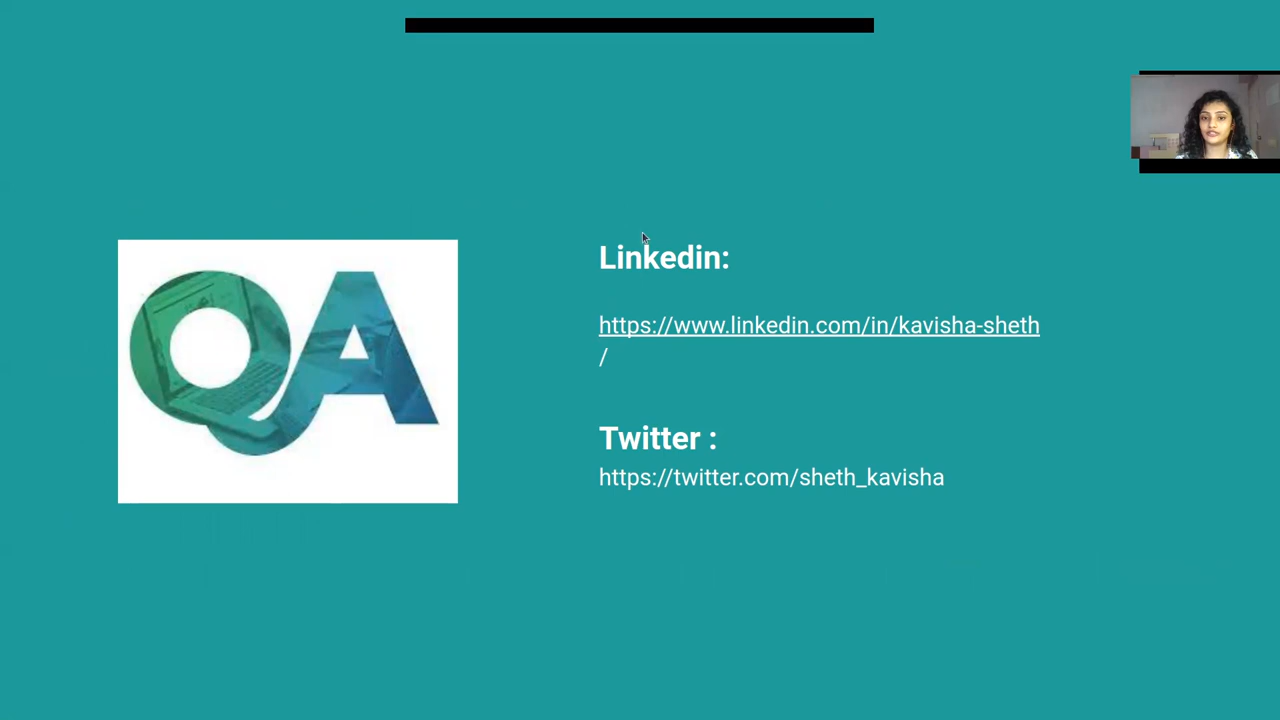 QA
Linkedin:
https://www.linkedin.com/in/kavisha-sheth
/
Twitter :
https://twitter.com/sheth_kavisha